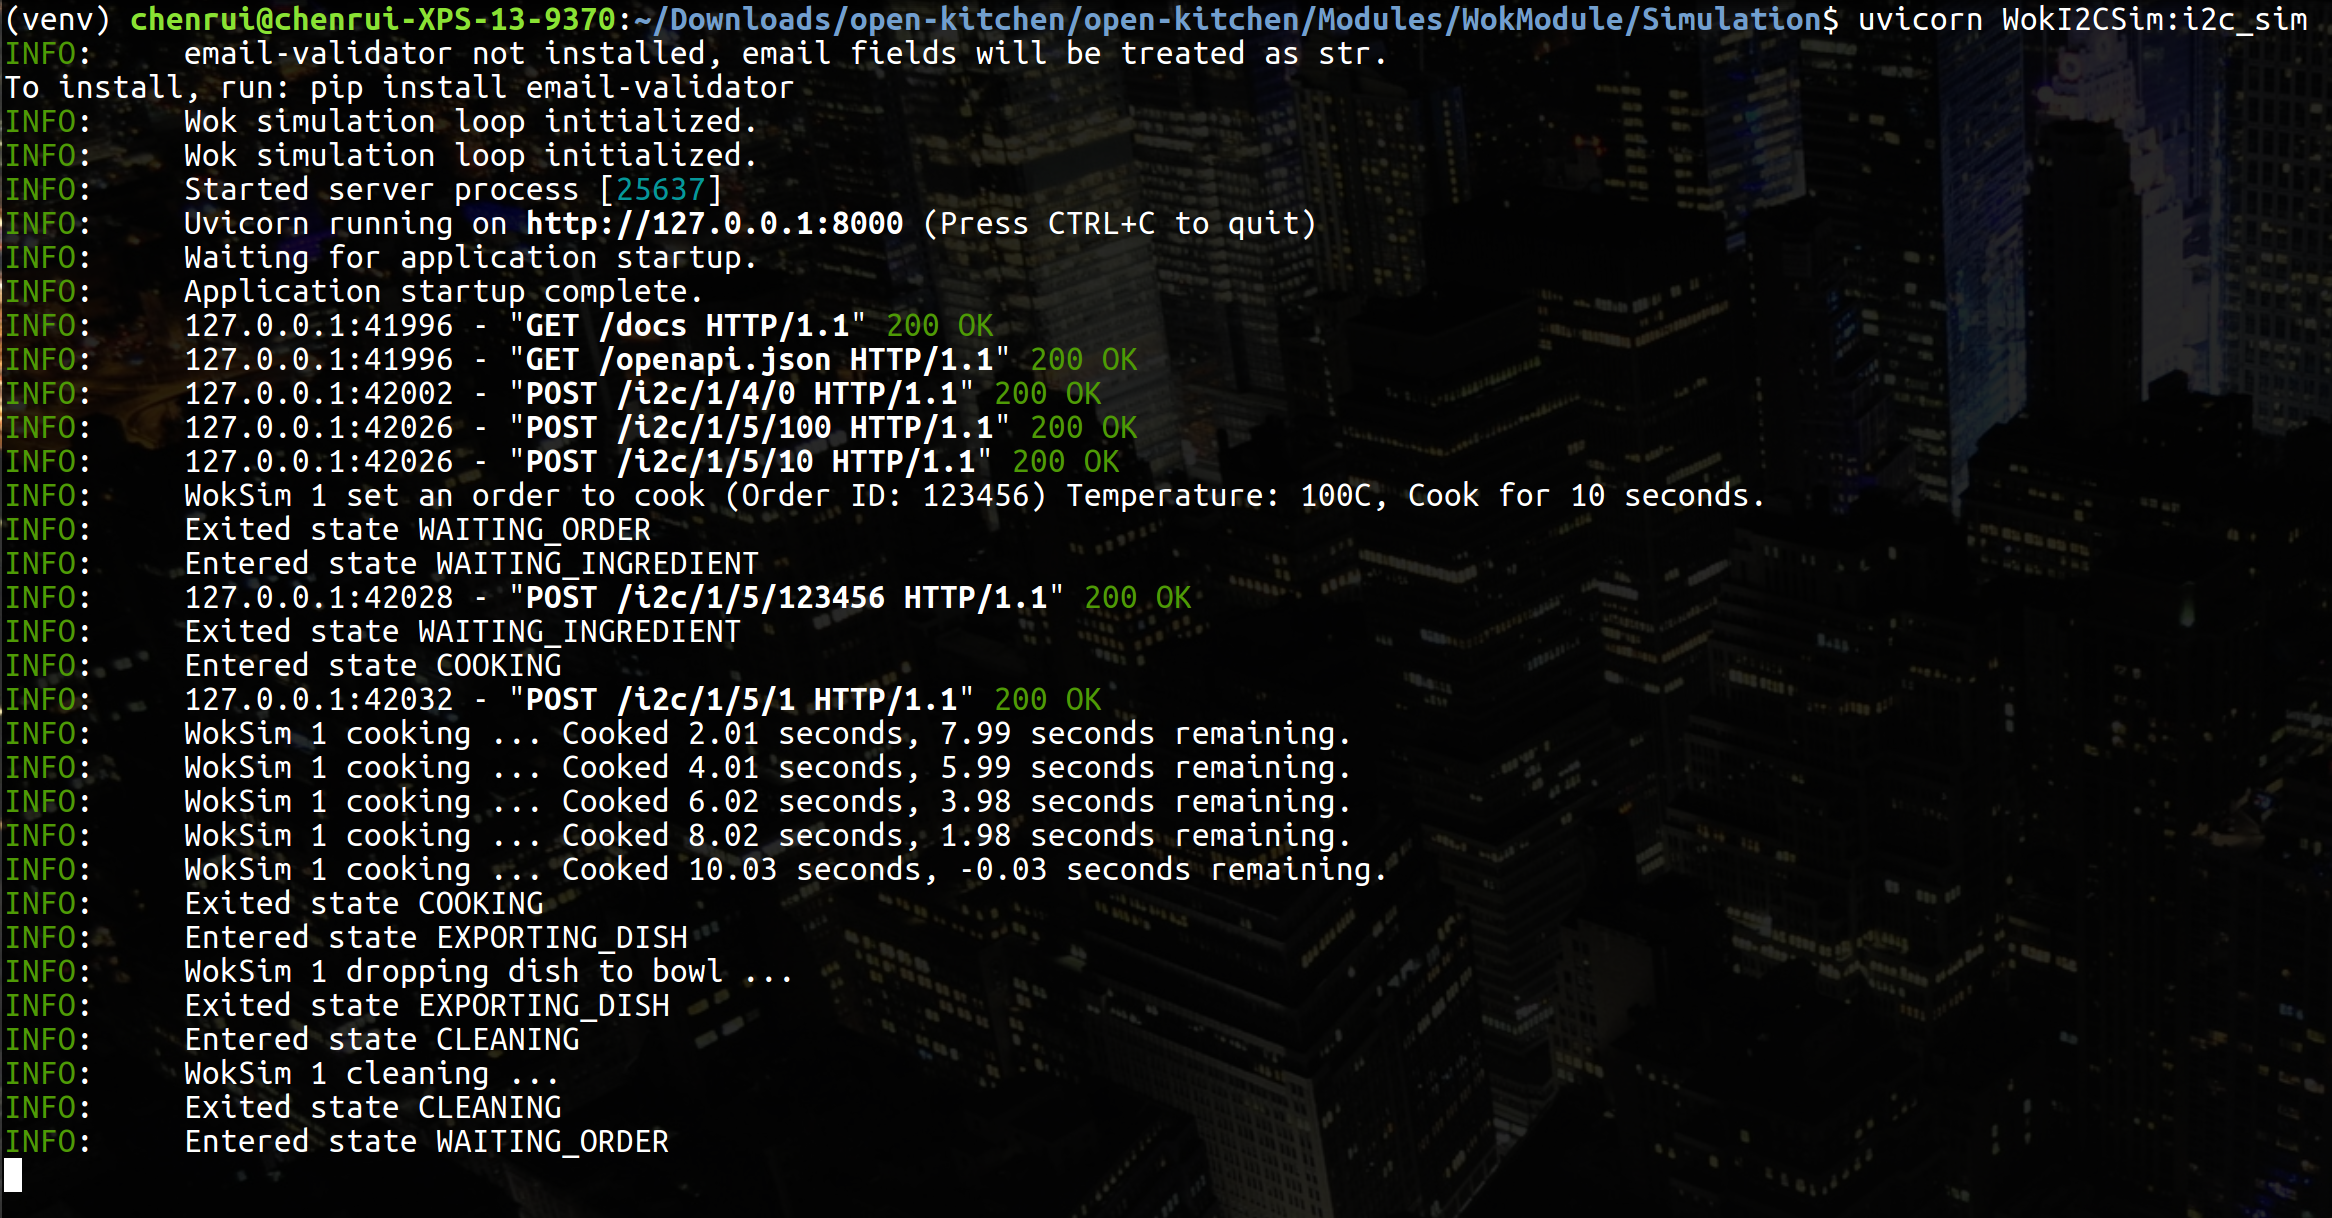 (venv) chenrui@chenrui-XPS-13-9370:~/Downloads/open-kitchen/open-kitchen/Modules/WokModule/Simulation$ uvicorn WokI2CSim:i2c_sim
INFO:     email-validator not installed, email fields will be treated as str.
To install, run: pip install email-validator
INFO:     Wok simulation loop initialized.
INFO:     Wok simulation loop initialized.
INFO:     Started server process [25637]
INFO:     Uvicorn running on http://127.0.0.1:8000 (Press CTRL+C to quit)
INFO:     Waiting for application startup.
INFO:     Application startup complete.
INFO:     127.0.0.1:41996 - "GET /docs HTTP/1.1" 200 OK
INFO:     127.0.0.1:41996 - "GET /openapi.json HTTP/1.1" 200 OK
INFO:     127.0.0.1:42002 - "POST /i2c/1/4/0 HTTP/1.1" 200 OK
INFO:     127.0.0.1:42026 - "POST /i2c/1/5/100 HTTP/1.1" 200 OK
INFO:     127.0.0.1:42026 - "POST /i2c/1/5/10 HTTP/1.1" 200 OK
INFO:     WokSim 1 set an order to cook (Order ID: 123456) Temperature: 100C, Cook for 10 seconds.
INFO:     Exited state WAITING_ORDER
INFO:     Entered state WAITING_INGREDIENT
INFO:     127.0.0.1:42028 - "POST /i2c/1/5/123456 HTTP/1.1" 200 OK
INFO:     Exited state WAITING_INGREDIENT
INFO:     Entered state COOKING
INFO:     127.0.0.1:42032 - "POST /i2c/1/5/1 HTTP/1.1" 200 OK
INFO:     WokSim 1 cooking ... Cooked 2.01 seconds, 7.99 seconds remaining.
INFO:     WokSim 1 cooking ... Cooked 4.01 seconds, 5.99 seconds remaining.
INFO:     WokSim 1 cooking ... Cooked 6.02 seconds, 3.98 seconds remaining.
INFO:     WokSim 1 cooking ... Cooked 8.02 seconds, 1.98 seconds remaining.
INFO:     WokSim 1 cooking ... Cooked 10.03 seconds, -0.03 seconds remaining.
INFO:     Exited state COOKING
INFO:     Entered state EXPORTING_DISH
INFO:     WokSim 1 dropping dish to bowl ...
INFO:     Exited state EXPORTING_DISH
INFO:     Entered state CLEANING
INFO:     WokSim 1 cleaning ...
INFO:     Exited state CLEANING
INFO:     Entered state WAITING_ORDER